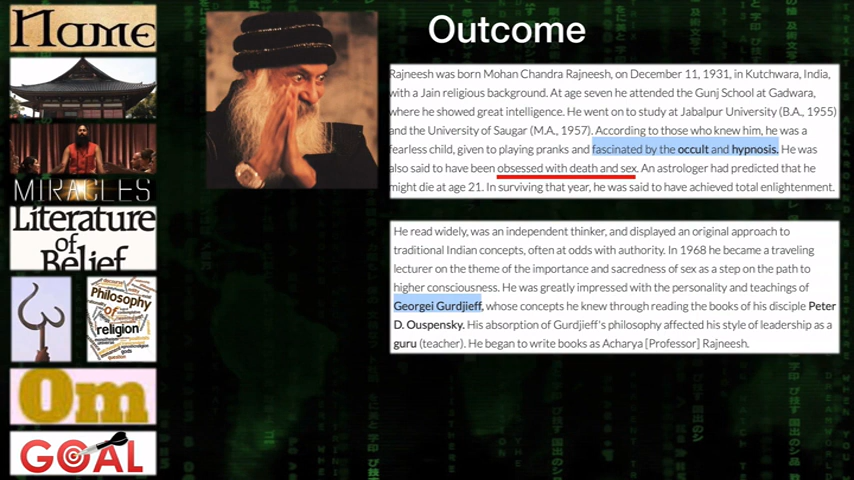 Name
MIRACLES
Literature
of
Belief
Philosophy
of
religion
Om
GOAL
Outcome
Rajneesh was born Mohan Chandra Rajneesh, on December 11, 1931, in Kutchwara, India,
with a Jain religious background. At age seven he attended the Gunj School at Gadwara,
where he showed great intelligence. He went on to study at Jabalpur University (B.A., 1955)
and the University of Saugar (M.A., 1957). According to those who knew him, he was a
fearless child, given to playing pranks and fascinated by the occult and hypnosis. He was
also said to have been obsessed with death and sex. An astrologer had predicted that he
might die at age 21. In surviving that year, he was said to have achieved total enlightenment.
He read widely, was an independent thinker, and displayed an original approach to
traditional Indian concepts, often at odds with authority. In 1968 he became a traveling
lecturer on the theme of the importance and sacredness of sex as a step on the path to
higher consciousness. He was greatly impressed with the personality and teachings of
Georgei Gurdjieff, whose concepts he knew through reading the books of his disciple Peter
D. Ouspensky. His absorption of Gurdjieff's philosophy affected his style of leadership as a
guru (teacher). He began to write books as Acharya [Professor] Rajneesh.